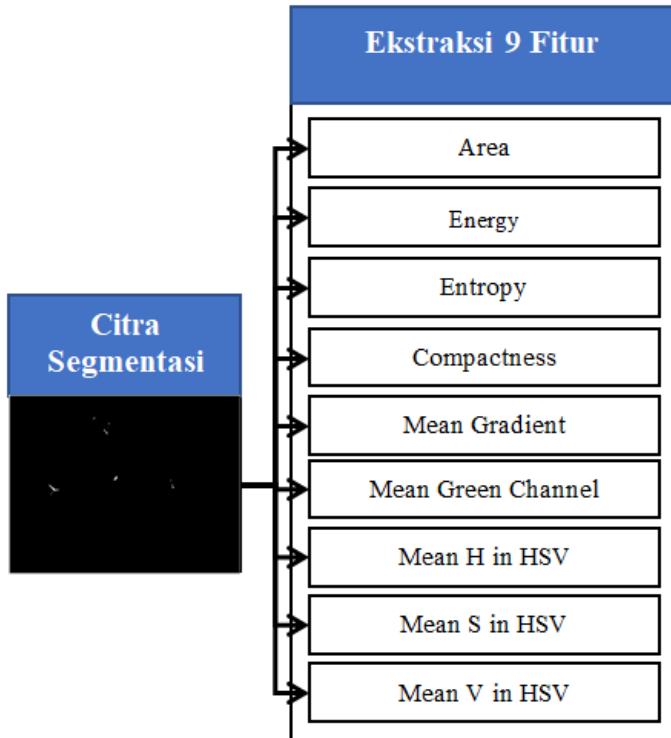 Ekstraksi 9 Fitur
Area
Energy
Entropy
Citra
Segmentasi
Compactness
Mean Gradient
Mean Green Channel
Mean H in HSV
Mean S in HSV
Mean V in HSV